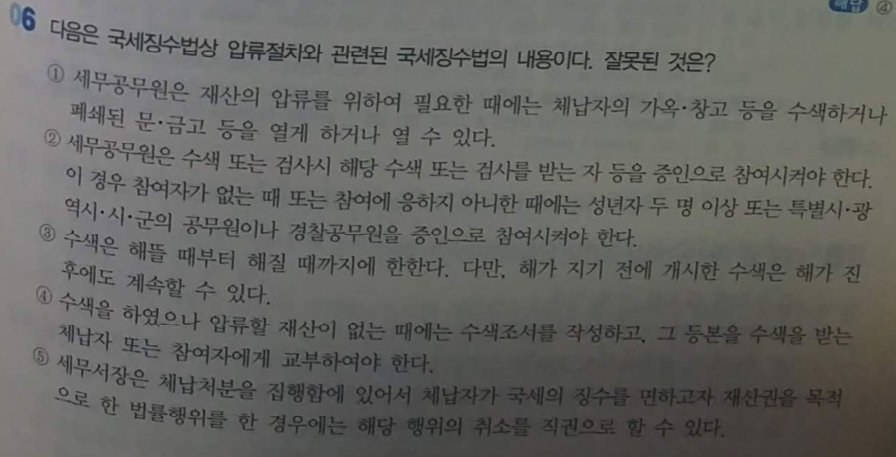 해답 ④
06 다음은 국세징수법상 압류절차와 관련된 국세징수법의 내용이다. 잘못된 것은?
① 세무공무원은 재산의 압류를 위하여 필요한 때에는 체납자의 가옥·창고 등을 수색하거나
폐쇄된 문·금고 등을 열게 하거나 열 수 있다.
② 세무공무원은 수색 또는 검사시 해당 수색 또는 검사를 받는 자 등을 증인으로 참여시켜야 한다.
이 경우 참여자가 없는 때 또는 참여에 응하지 아니한 때에는 성년자 두 명 이상 또는 특별시·광
역시·시·군의 공무원이나 경찰공무원을 증인으로 참여시켜야 한다.
③ 수색은 해뜰 때부터 해질 때까지에 한한다. 다만, 해가 지기 전에 개시한 수색은 해가 진
후에도 계속할 수 있다.
④ 수색을 하였으나 압류할 재산이 없는 때에는 수색조서를 작성하고, 그 등본을 수색을 받는
체납자 또는 참여자에게 교부하여야 한다.
⑤ 세무서장은 체납처분을 집행함에 있어서 체납자가 국세의 징수를 면하고자 재산권을 목적
으로 한 법률행위를 한 경우에는 해당 행위의 취소를 직권으로 할 수 있다.